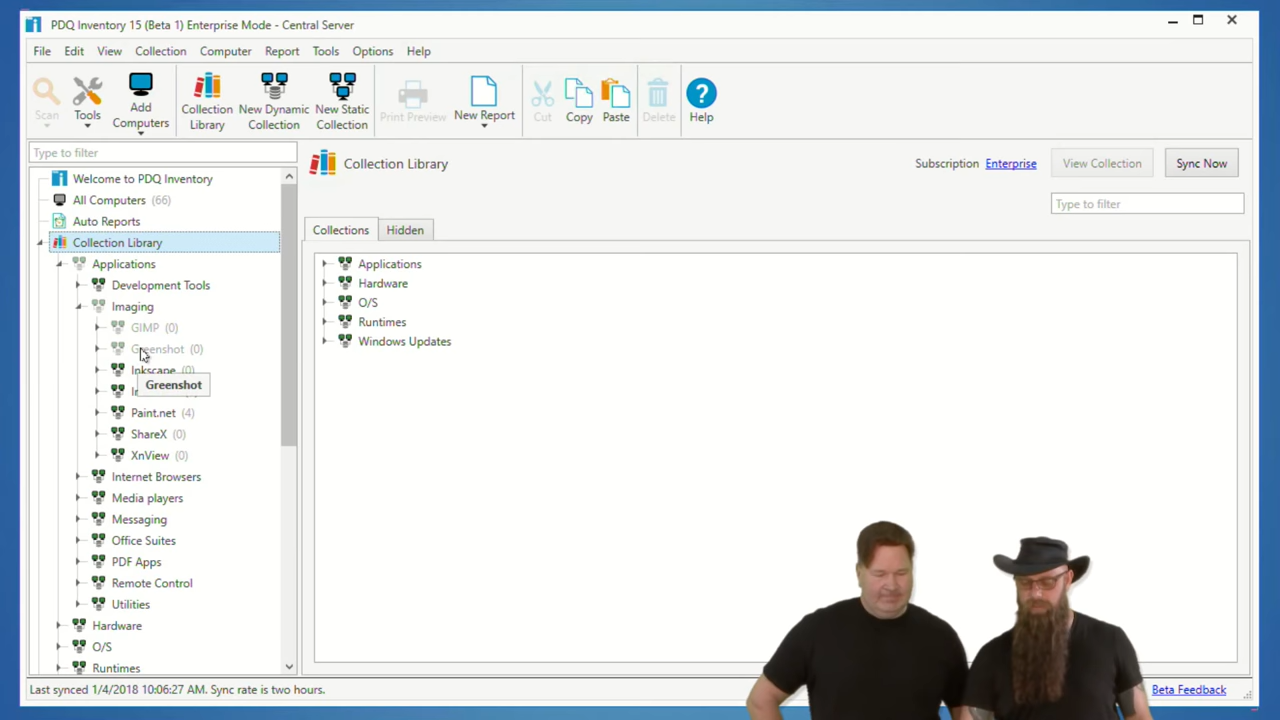 PDQ Inventory 15 (Beta 1) Enterprise Mode - Central Server
File Edit View Collection Computer Report Tools Options Help
Scan
Tools
Add Computers
Collection Library
New Dynamic Collection
New Static Collection
Print Preview
New Report
Cut
Copy
Paste
Delete
Help
Type to filter
Welcome to PDQ Inventory
All Computers (66)
Auto Reports
Collection Library
Applications
Development Tools
Imaging
GIMP (0)
Greenshot (0)
Inkscape (0)
Greenshot
Paint.net (4)
ShareX (0)
XnView (0)
Internet Browsers
Media players
Messaging
Office Suites
PDF Apps
Remote Control
Utilities
Hardware
O/S
Runtimes
Collection Library
Subscription Enterprise
View Collection
Sync Now
Type to filter
Collections
Hidden
Applications
Hardware
O/S
Runtimes
Windows Updates
Last synced 1/4/2018 10:06:27 AM. Sync rate is two hours.
Beta Feedback